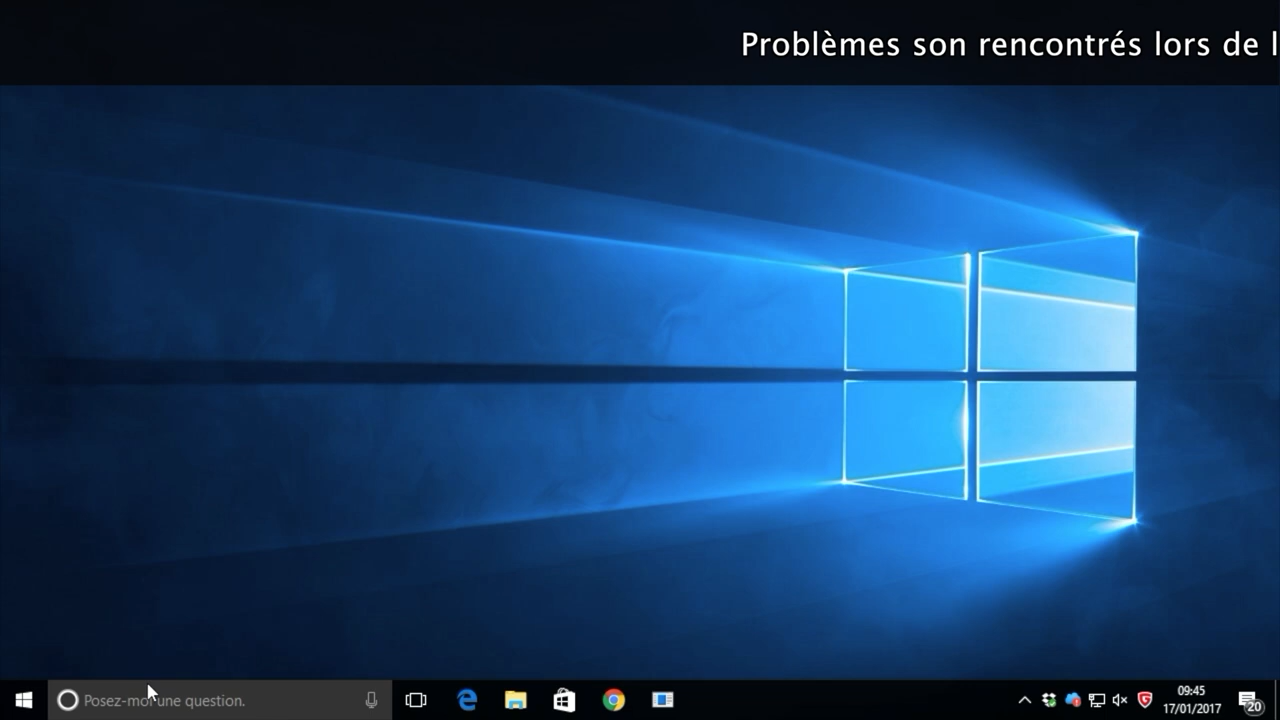 Problèmes son rencontrés lors de l
Posez-moi une question.
09:45
17/01/2017
20